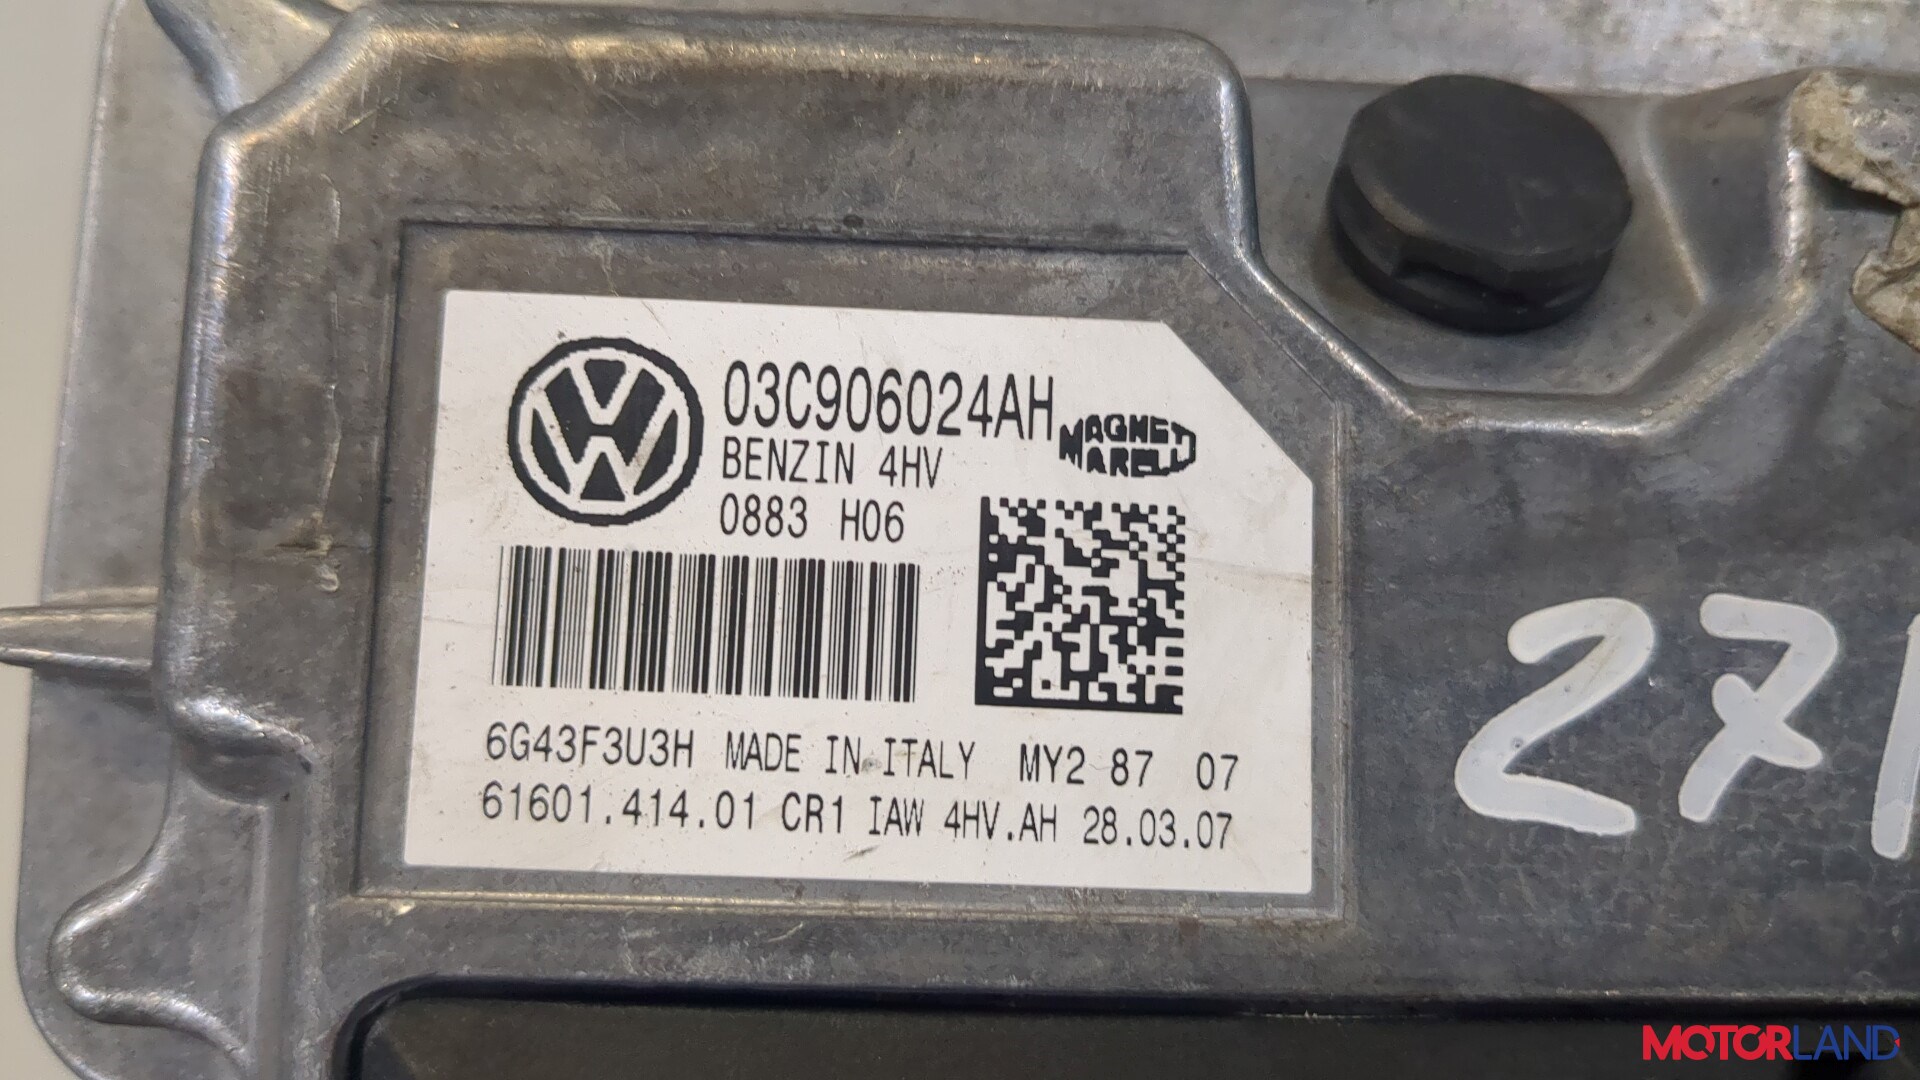 03C906024AH
MAGNETI
MARELLI
BENZIN 4HV
0883 H06
6G43F3U3H MADE IN ITALY MY2 87 07
61601.414.01 CR1 IAW 4HV.AH 28.03.07
27
MOTORLAND